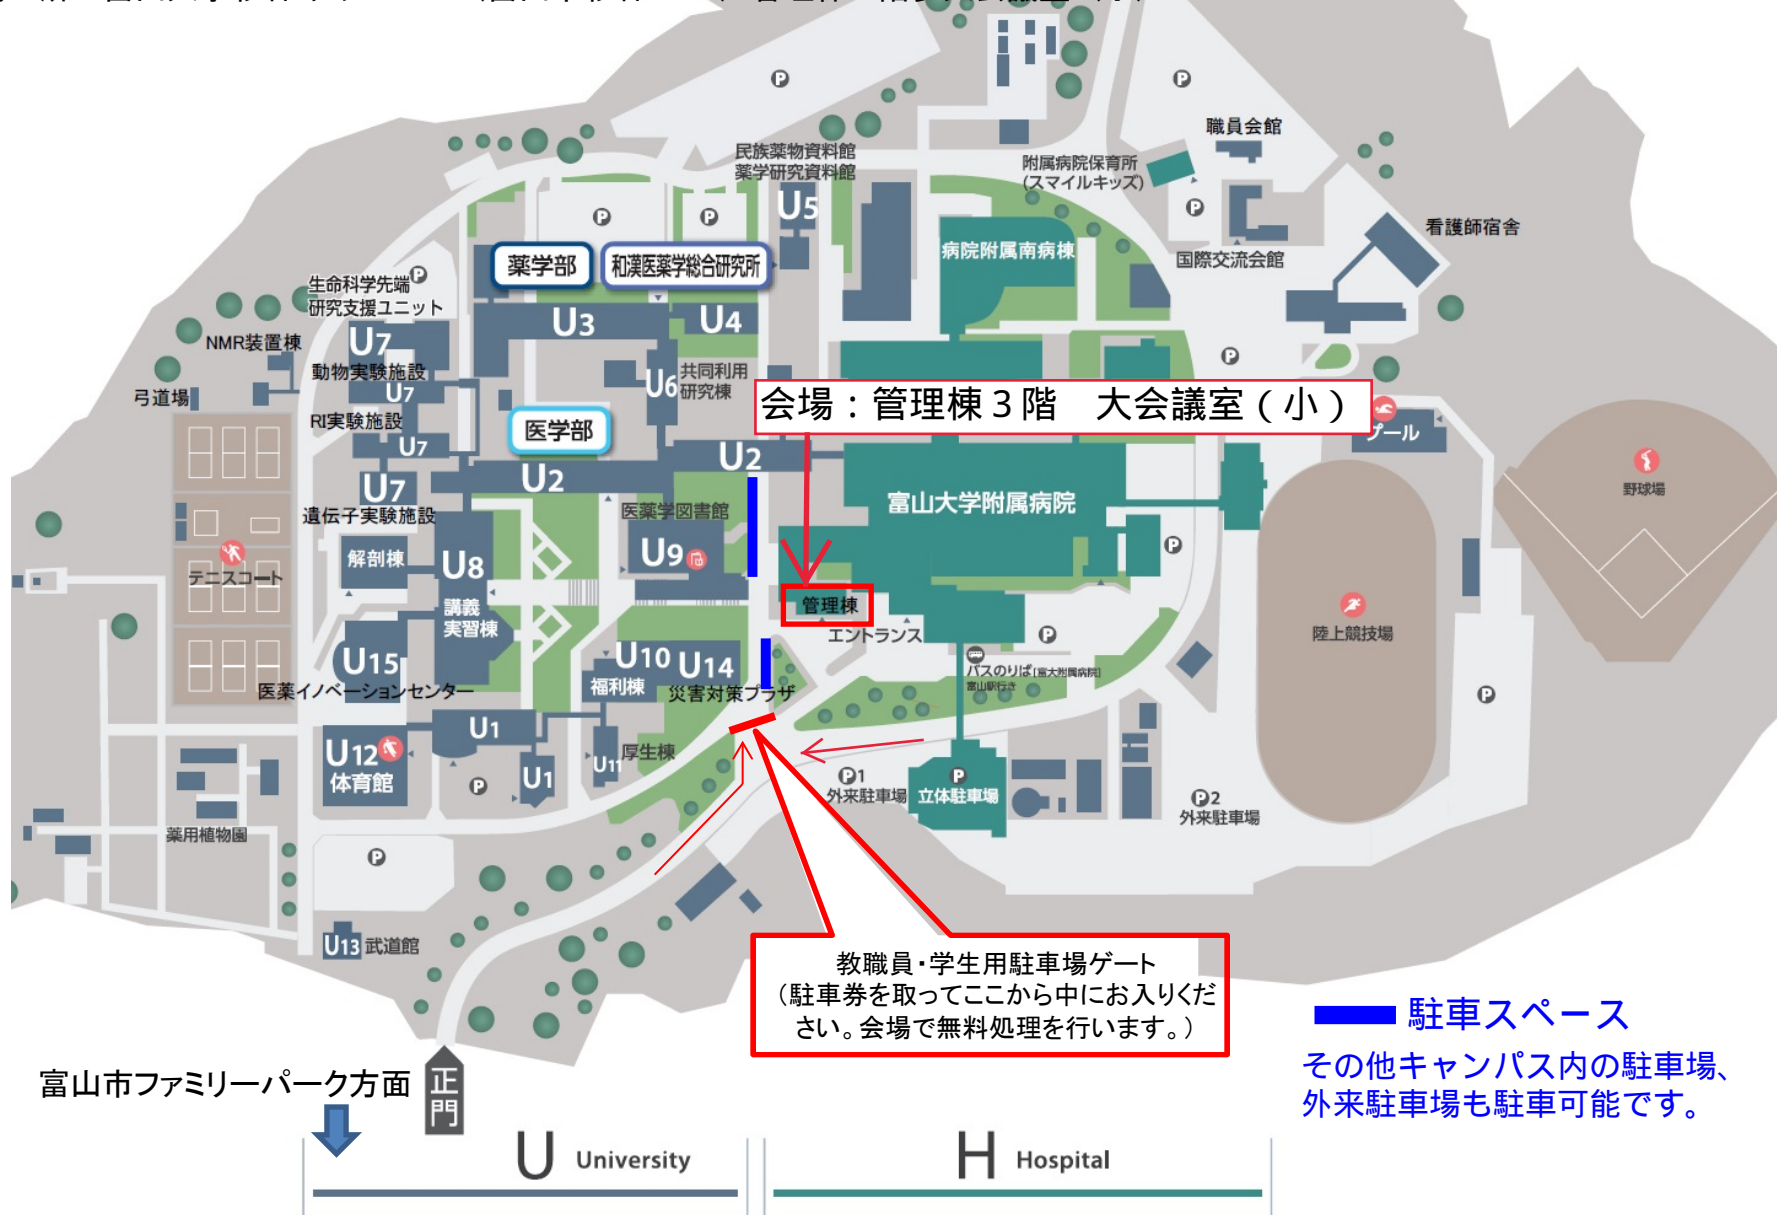 職員会館
民族薬物資料館
薬学研究資料館
附属病院保育所
(スマイルキッズ)
U5
看護師宿舎
病院附属南病棟
国際交流会館
薬学部
和漢医薬学総合研究所
生命科学先端
研究支援ユニット
U3
U4
U7
NMR装置棟
動物実験施設
U7
共同利用
研究棟
U6
弓道場
会場：管理棟３階　大会議室（小）
RI実験施設
医学部
プール
U7
U2
U2
U7
富山大学附属病院
野球場
遺伝子実験施設
医薬学図書館
解剖棟
U8
U9
テニスコート
講義
実習棟
管理棟
エントランス
陸上競技場
U15
U10
U14
バスのりば[富大附属病院]
富山駅行き
医薬イノベーションセンター
福利棟
災害対策プラザ
U1
U12
体育館
U1
U11
厚生棟
P1
外来駐車場
立体駐車場
P2
外来駐車場
薬用植物園
U13 武道館
教職員・学生用駐車場ゲート
（駐車券を取ってここから中にお入りくだ
さい。会場で無料処理を行います。）
駐車スペース
その他キャンパス内の駐車場、
外来駐車場も駐車可能です。
富山市ファミリーパーク方面
正門
U University
H Hospital